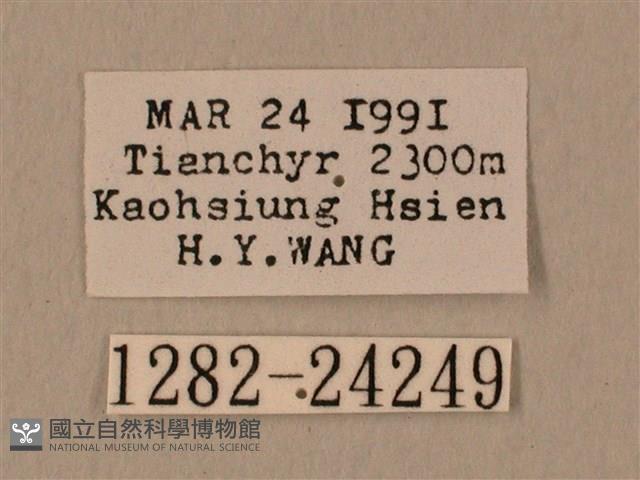 MAR 24 1991
Tianchyr 2300m
Kaohsiung Hsien
H.Y.WANG
1282-24249
國立自然科學博物館
NATIONAL MUSEUM OF NATURAL SCIENCE